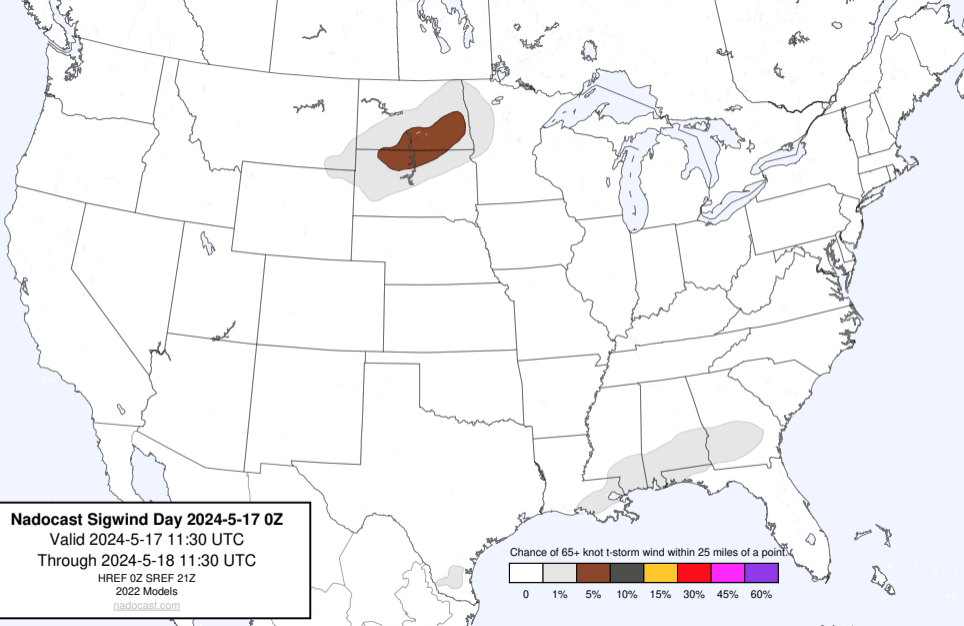 Nadocast Sigwind Day 2024-5-17 0Z
Valid 2024-5-17 11:30 UTC
Through 2024-5-18 11:30 UTC
HREF 0Z SREF 21Z
2022 Models
nadocast.com
Chance of 65+ knot t-storm wind within 25 miles of a point.
0 1% 5% 10% 15% 30% 45% 60%